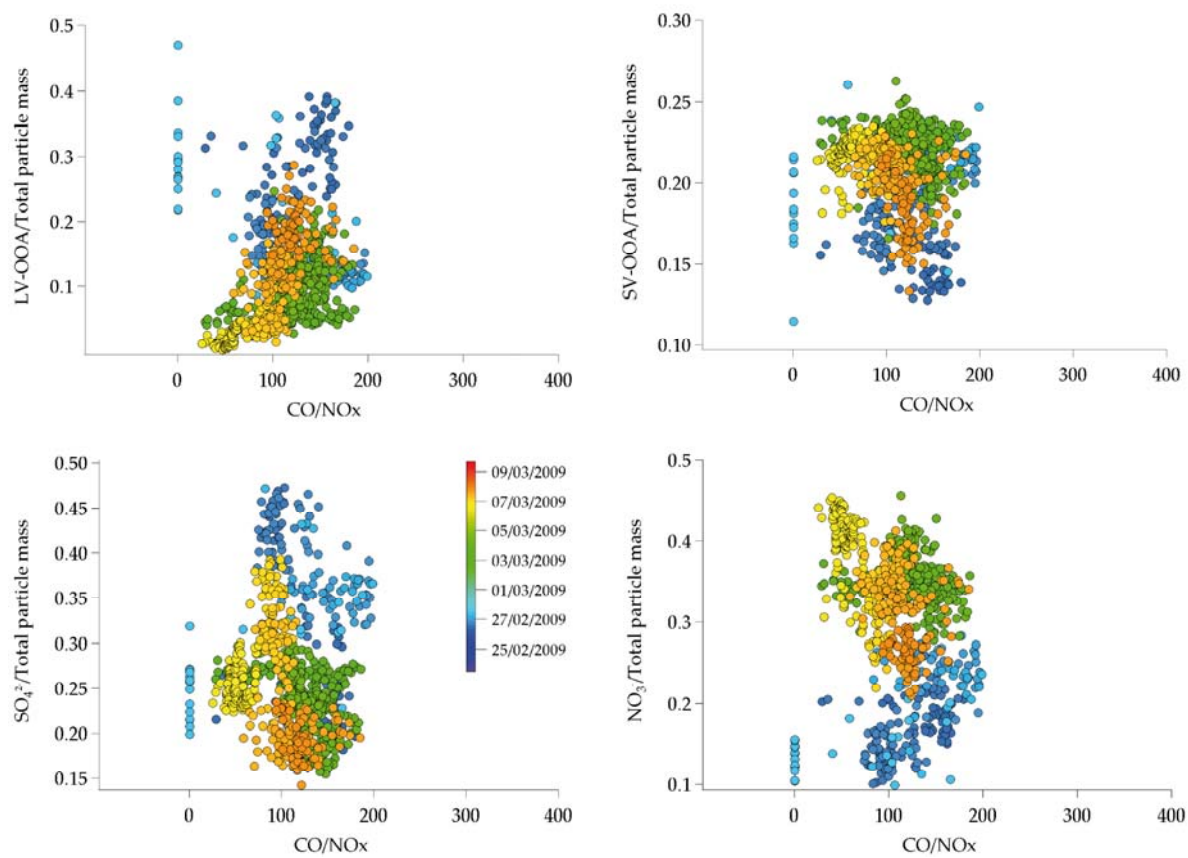 LV-OOA/Total particle mass
0.5
0.4
0.3
0.2
0.1
0 100 200 300 400
CO/NOx
SV-OOA/Total particle mass
0.30
0.25
0.20
0.15
0.10
0 100 200 300 400
CO/NOx
SO₄²/Total particle mass
0.50
0.45
0.40
0.35
0.30
0.25
0.20
0.15
0 100 200 300 400
CO/NOx
09/03/2009
07/03/2009
05/03/2009
03/03/2009
01/03/2009
27/02/2009
25/02/2009
NO₃/Total particle mass
0.5
0.4
0.3
0.2
0.1
0 100 200 300 400
CO/NOx